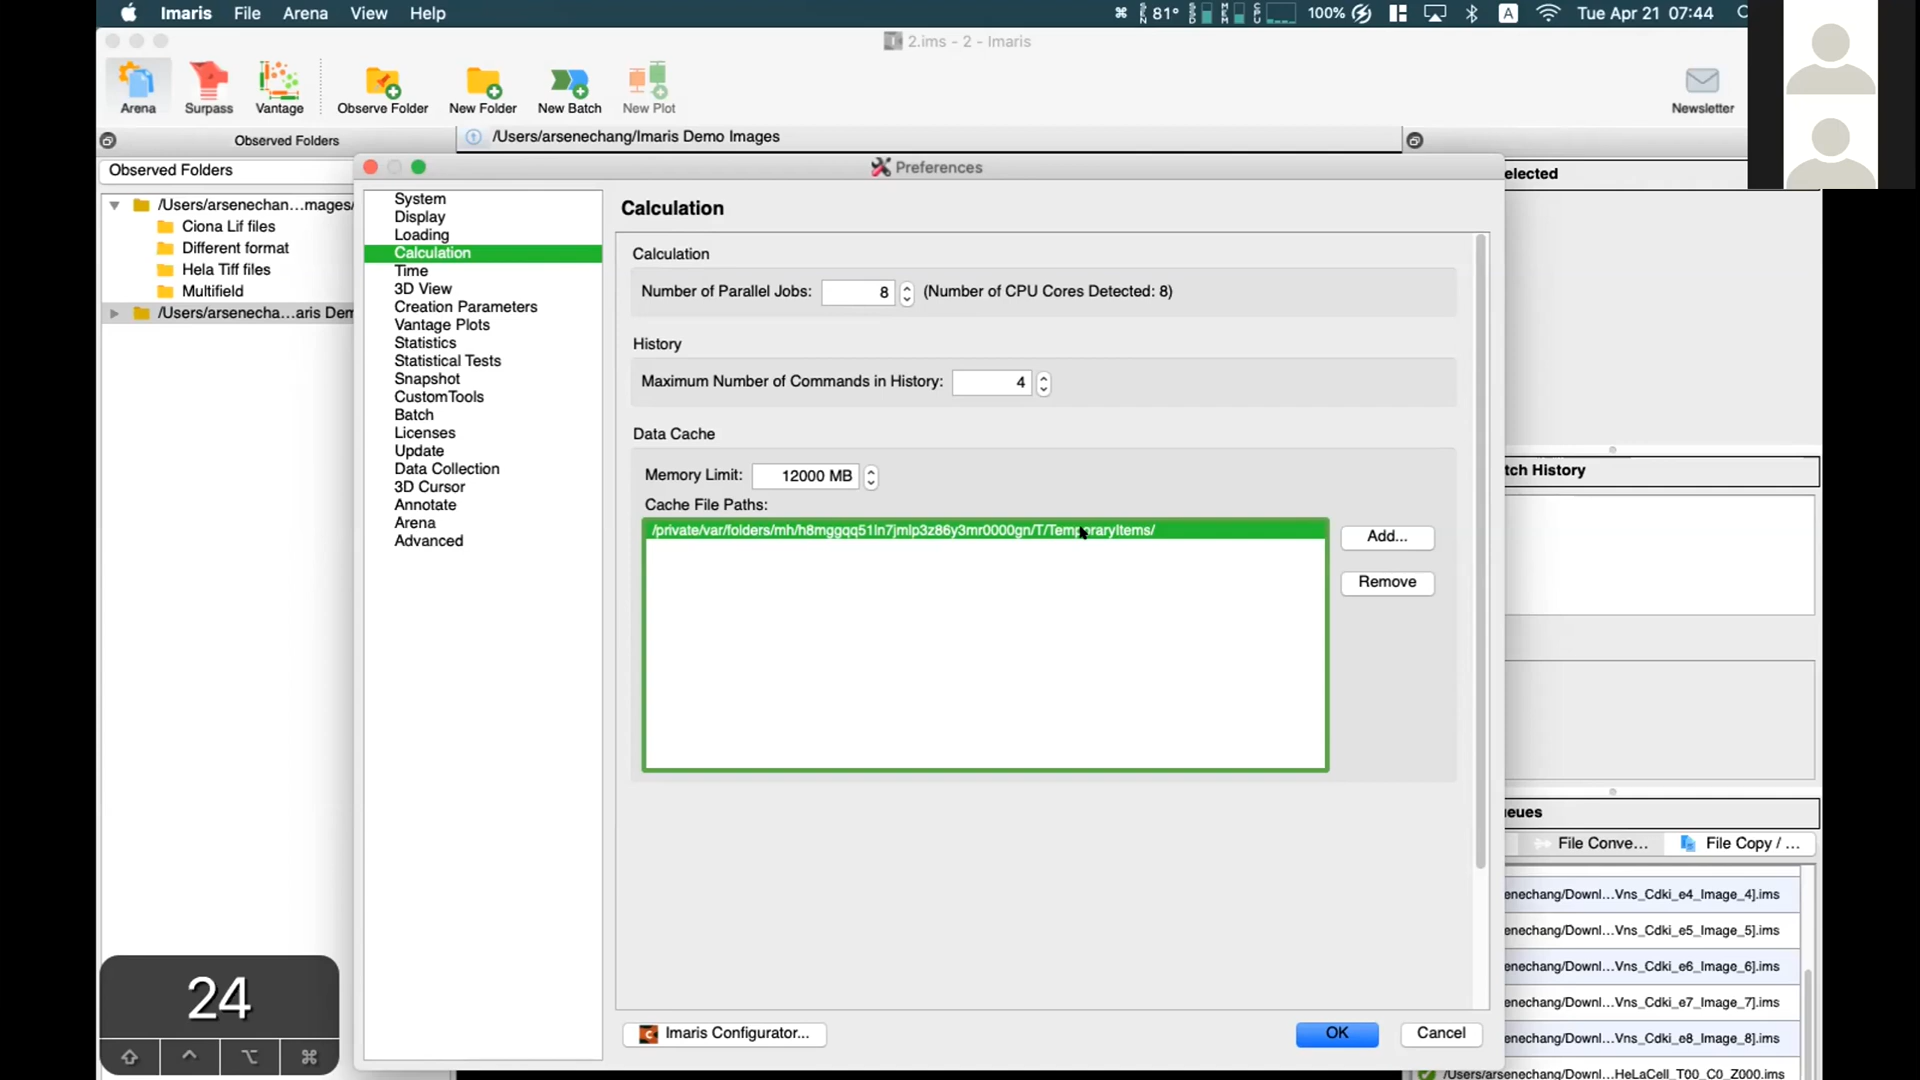 Imaris File Arena View Help
81° 100% A Tue Apr 21 07:44
2.ims - 2 - Imaris
Arena Surpass Vantage Observe Folder New Folder New Batch New Plot Newsletter
Observed Folders /Users/arsenechang/Imaris Demo Images
Observed Folders
/Users/arsenechan...mages/
Ciona Lif files
Different format
Hela Tiff files
Multifield
/Users/arsenecha...aris Dem
Preferences
System
Display
Loading
Calculation
Time
3D View
Creation Parameters
Vantage Plots
Statistics
Statistical Tests
Snapshot
CustomTools
Batch
Licenses
Update
Data Collection
3D Cursor
Annotate
Arena
Advanced
Calculation
Calculation
Number of Parallel Jobs: 8 (Number of CPU Cores Detected: 8)
History
Maximum Number of Commands in History: 4
Data Cache
Memory Limit: 12000 MB
Cache File Paths:
Add...
Remove
Imaris Configurator...
OK
Cancel
elected
tch History
eues
File Conve... File Copy / ...
enechang/Downl...Vns_Cdki_e4_Image_4].ims
enechang/Downl...Vns_Cdki_e5_Image_5].ims
enechang/Downl...Vns_Cdki_e6_Image_6].ims
enechang/Downl...Vns_Cdki_e7_Image_7].ims
enechang/Downl...Vns_Cdki_e8_Image_8].ims
/Users/arsenechang/Downl...HeLaCell_T00_C0_Z000.ims
24